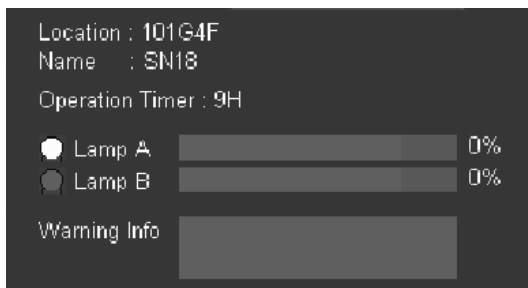 Location : 101G4F
Name : SN18
Operation Timer : 9H
Lamp A 0%
Lamp B 0%
Warning Info